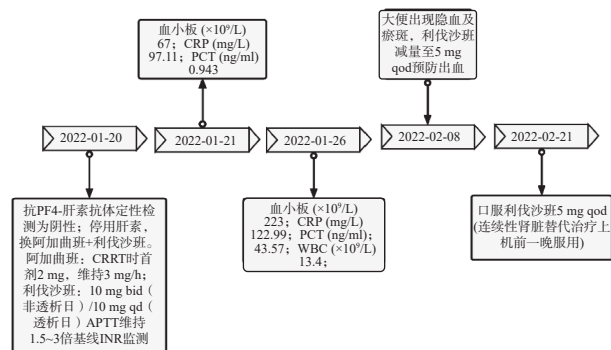 血小板 (×10⁹/L)
67；CRP (mg/L)
97.11；PCT (ng/ml)
0.943
大便出现隐血及
瘀斑，利伐沙班
减量至5 mg
qod预防出血
2022-01-20
2022-01-21
2022-01-26
2022-02-08
2022-02-21
抗PF4-肝素抗体定性检
测为阴性；停用肝素，
换阿加曲班+利伐沙班。
阿加曲班：CRRT时首
剂2 mg，维持3 mg/h；
利伐沙班：10 mg bid（
非透析日）/10 mg qd（
透析日）APTT维持
1.5~3倍基线INR监测
血小板 (×10⁹/L)
223；CRP (mg/L)
122.99；PCT (ng/ml)；
43.57；WBC (×10⁹/L)
13.4；
口服利伐沙班5 mg qod
(连续性肾脏替代治疗上
机前一晚服用)